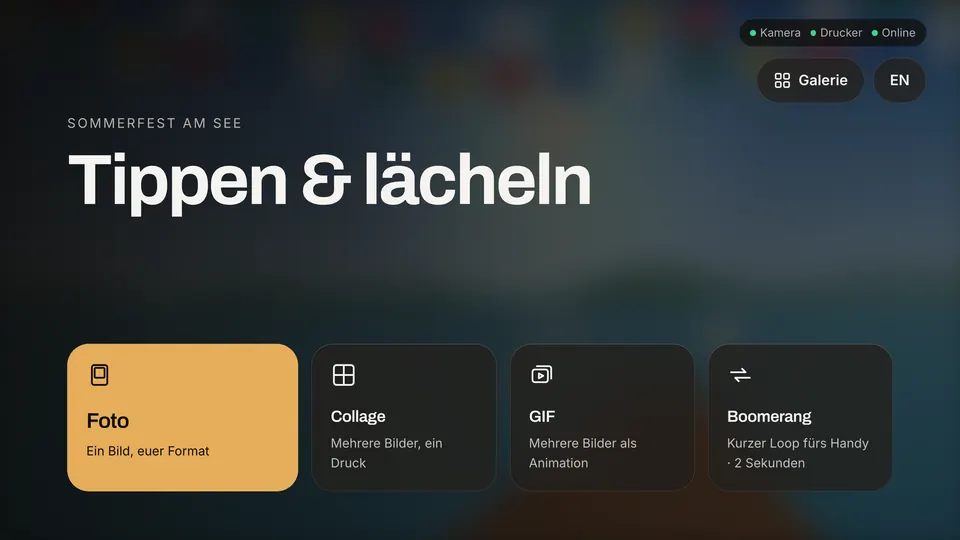 Kamera Drucker Online
Galerie EN
SOMMERFEST AM SEE
Tippen & lächeln
Foto
Ein Bild, euer Format
Collage
Mehrere Bilder, ein
Druck
GIF
Mehrere Bilder als
Animation
Boomerang
Kurzer Loop fürs Handy
· 2 Sekunden